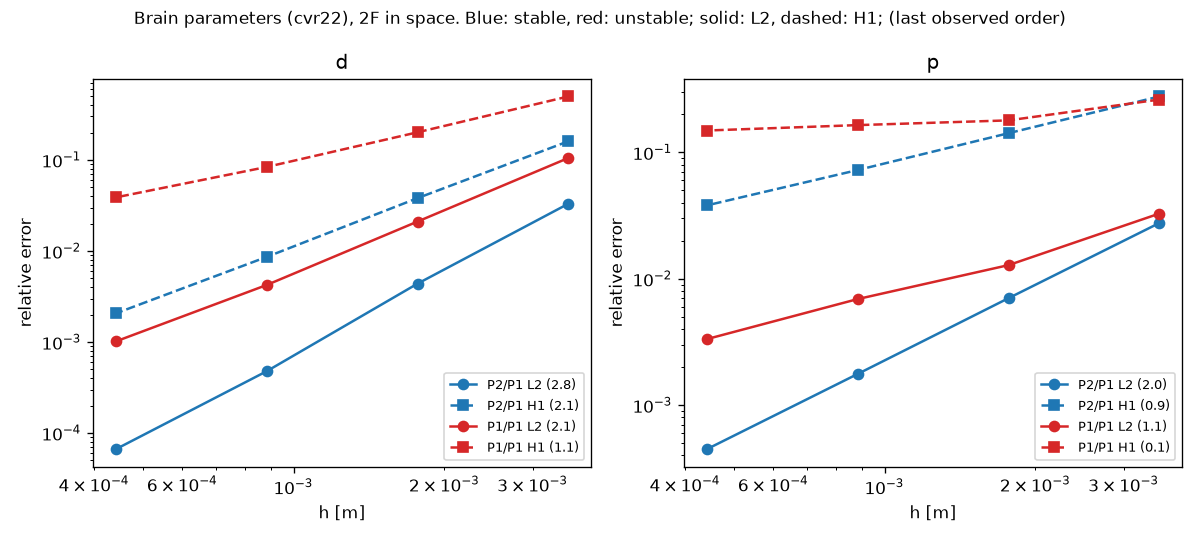 Brain parameters (cvr22), 2F in space. Blue: stable, red: unstable; solid: L2, dashed: H1; (last observed order)
d
relative error
10⁻¹
10⁻²
10⁻³
10⁻⁴
4 × 10⁻⁴
6 × 10⁻⁴
10⁻³
2 × 10⁻³
3 × 10⁻³
h [m]
P2/P1 L2 (2.8)
P2/P1 H1 (2.1)
P1/P1 L2 (2.1)
P1/P1 H1 (1.1)
p
relative error
10⁻¹
10⁻²
10⁻³
4 × 10⁻⁴
6 × 10⁻⁴
10⁻³
2 × 10⁻³
3 × 10⁻³
h [m]
P2/P1 L2 (2.0)
P2/P1 H1 (0.9)
P1/P1 L2 (1.1)
P1/P1 H1 (0.1)